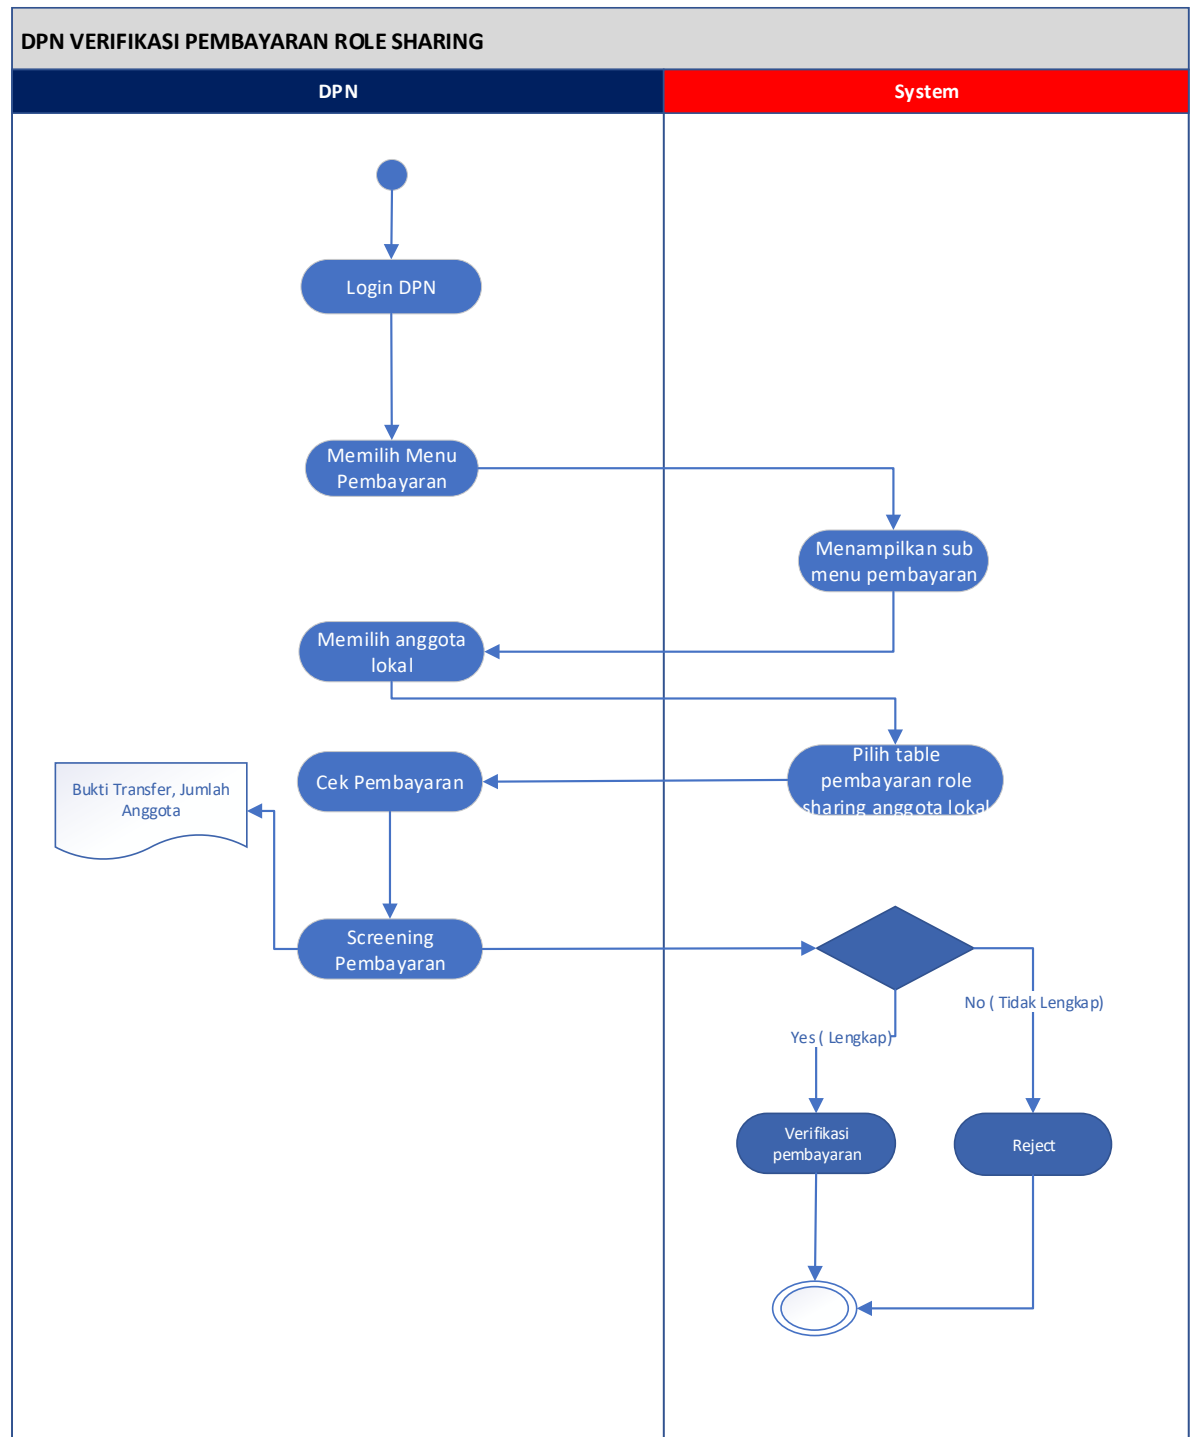 DPN VERIFIKASI PEMBAYARAN ROLE SHARING
DPN
System
Login DPN
Memilih Menu
Pembayaran
Menampilkan sub
menu pembayaran
Memilih anggota
lokal
Pilih table
pembayaran role
sharing anggota lokal
Cek Pembayaran
Bukti Transfer, Jumlah
Anggota
Screening
Pembayaran
No ( Tidak Lengkap)
Yes ( Lengkap)
Verifikasi
pembayaran
Reject